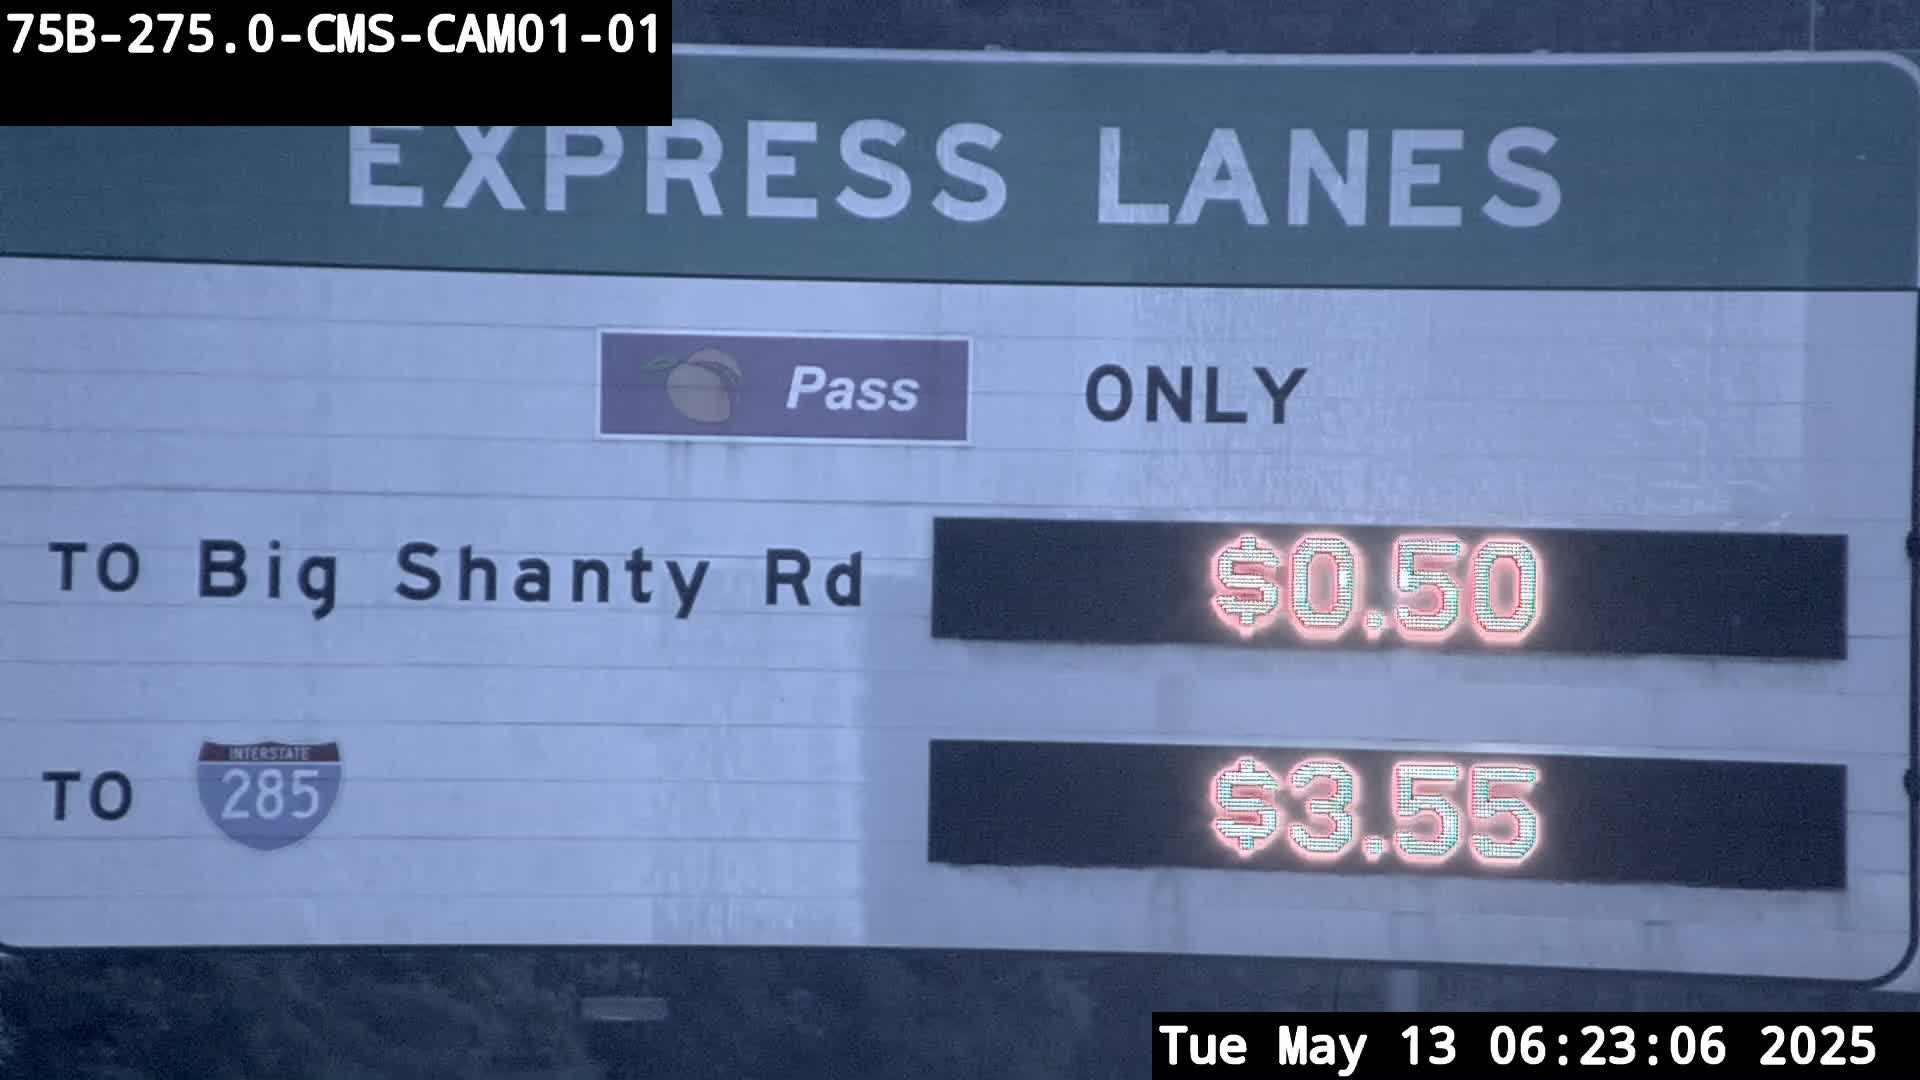 75B-275.0-CMS-CAM01-01
EXPRESS LANES
Pass ONLY
TO Big Shanty Rd $0.50
INTERSTATE
TO 285 $3.55
Tue May 13 06:23:06 2025